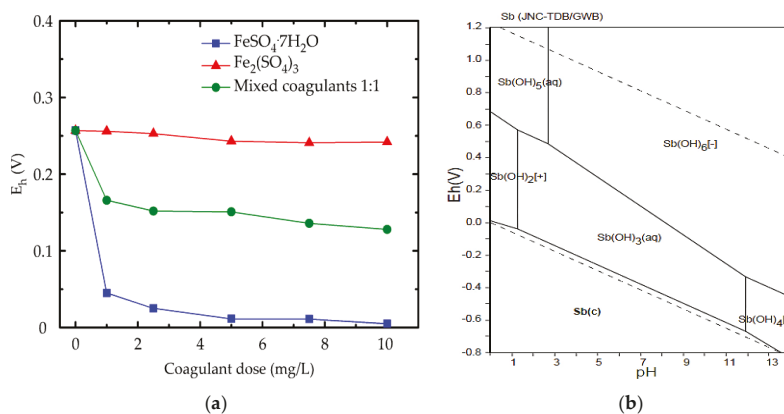 0.4
0.3
0.2
0.1
0
E_h (V)
FeSO₄·7H₂O
Fe₂(SO₄)₃
Mixed coagulants 1:1
0 2 4 6 8 10
Coagulant dose (mg/L)
(a)
Sb (JNC-TDB/GWB)
1.2
1.0
0.8
0.6
0.4
0.2
0.0
-0.2
-0.4
-0.6
-0.8
Eh(V)
Sb(OH)₅(aq)
Sb(OH)₆[-]
Sb(OH)₂[+]
Sb(OH)₃(aq)
Sb(c)
Sb(OH)₄[
1 3 5 7 9 11 13
pH
(b)